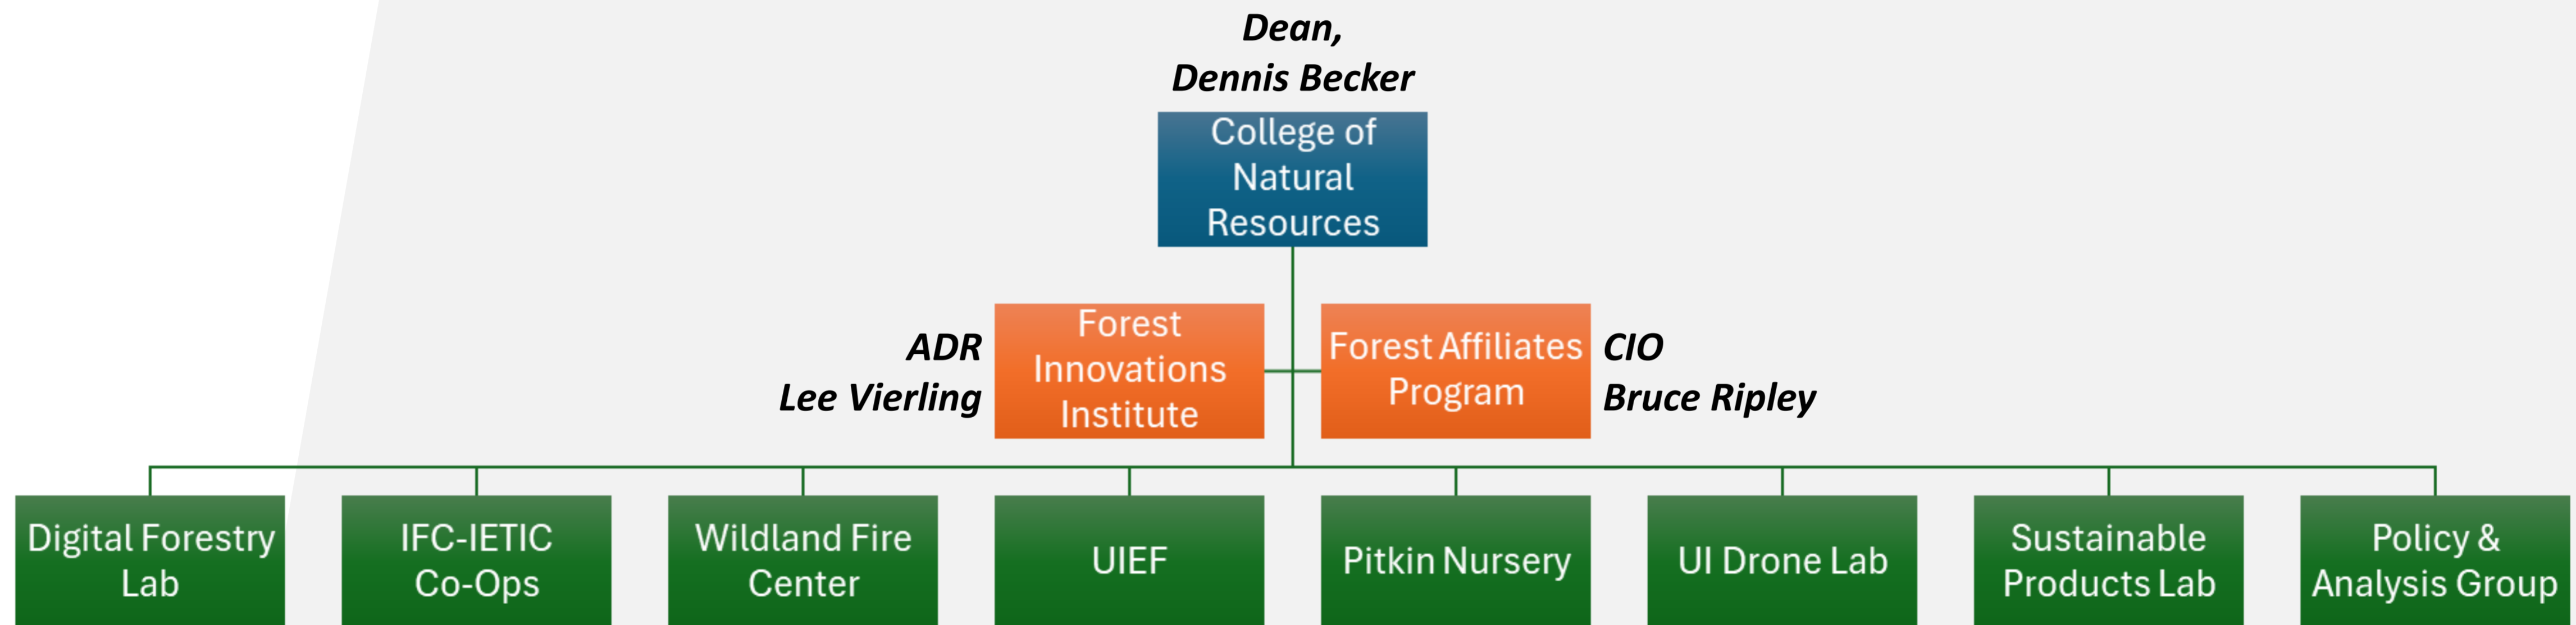 Dean,
Dennis Becker
College of
Natural
Resources
ADR
Lee Vierling
Forest
Innovations
Institute
Forest Affiliates
Program
CIO
Bruce Ripley
Digital Forestry
Lab
IFC-IETIC
Co-Ops
Wildland Fire
Center
UIEF
Pitkin Nursery
UI Drone Lab
Sustainable
Products Lab
Policy &
Analysis Group